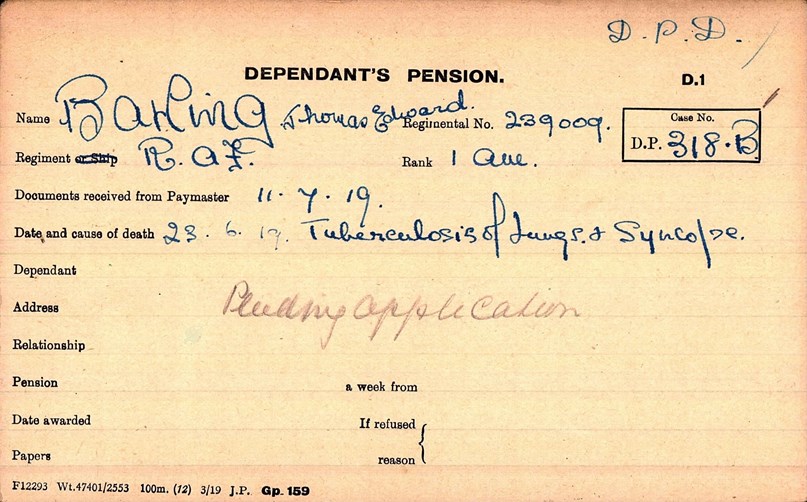 D.P.D.
DEPENDANT'S PENSION.
D.1
Name Barling Thomas Edward. Regimental No. 239009.
Case No.
D.P. 318.B
Regiment or Ship R.A.F. Rank 1 Am.
Documents received from Paymaster 11.7.19.
Date and cause of death 23.6.19. Tuberculosis of Lungs. & Syncope.
Dependant
Address Pending application
Relationship
Pension a week from
Date awarded If refused
Papers reason
F12293 Wt.47401/2553 100m. (12) 3/19 J.P. Gp. 159